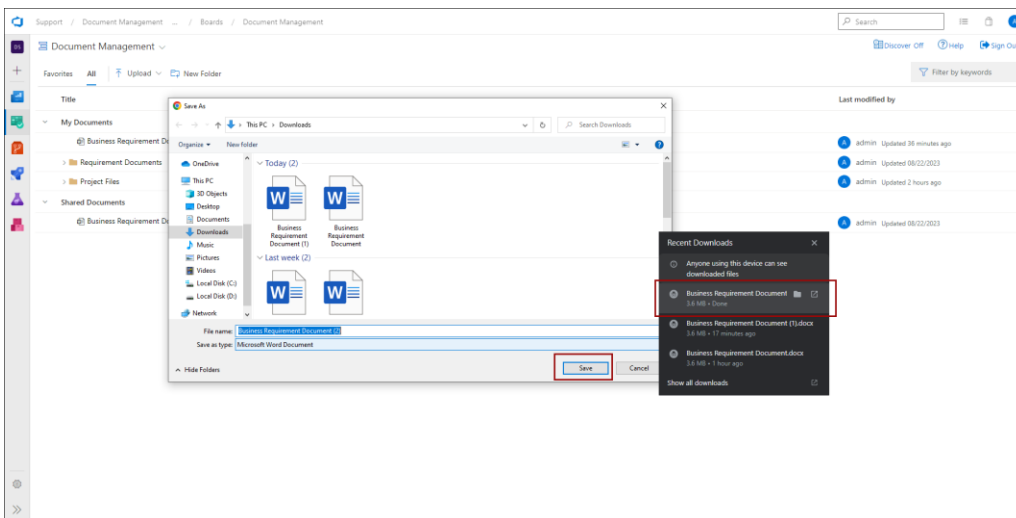 Support / Document Management ... / Boards / Document Management
Search
DS
Document Management
Discover Off
Help
Sign Ou
Favorites All Upload New Folder
Filter by keywords
Title
Last modified by
My Documents
Business Requirement Do
A admin Updated 38 minutes ago
Requirement Documents
A admin Updated 08/22/2023
Project Files
A admin Updated 2 hours ago
Shared Documents
Business Requirement Do
A admin Updated 08/22/2023
Save As
This PC > Downloads
Search Downloads
Organize New folder
OneDrive
This PC
3D Objects
Desktop
Documents
Downloads
Music
Pictures
Videos
Local Disk (C:)
Local Disk (D:)
Network
Today (2)
W W
Business Requirement Document (1)
Business Requirement Document
Last week (2)
W W
File name: Business Requirement Document (2)
Save as type: Microsoft Word Document
Hide Folders
Save Cancel
Recent Downloads
Anyone using this device can see
downloaded files
Business Requirement Document
3.6 MB • Done
Business Requirement Document (1).docx
3.6 MB • 17 minutes ago
Business Requirement Document.docx
3.6 MB • 1 hour ago
Show all downloads